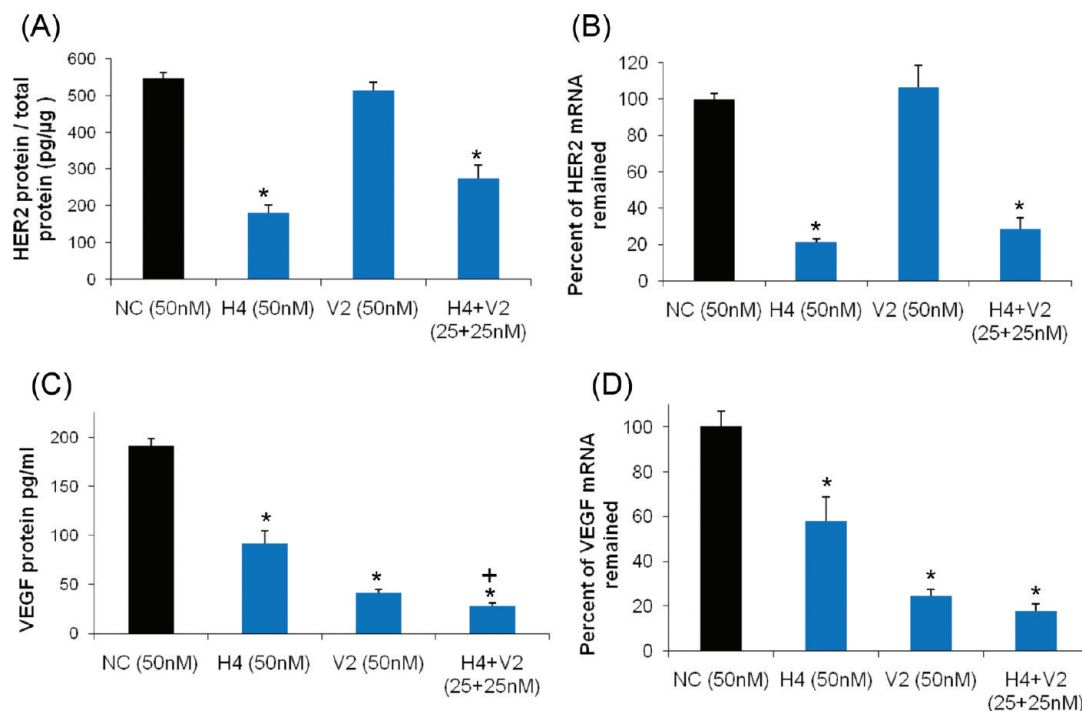 (A)
HER2 protein / total
protein (pg/µg)
600
500
400
300
200
100
0
*
*
NC (50nM) H4 (50nM) V2 (50nM) H4+V2
(25+25nM)
(B)
Percent of HER2 mRNA
remained
120
100
80
60
40
20
0
*
*
NC (50nM) H4 (50nM) V2 (50nM) H4+V2
(25+25nM)
(C)
VEGF protein pg/ml
200
150
100
50
0
*
*
+
*
NC (50nM) H4 (50nM) V2 (50nM) H4+V2
(25+25nM)
(D)
Percent of VEGF mRNA
remained
100
80
60
40
20
0
*
*
*
NC (50nM) H4 (50nM) V2 (50nM) H4+V2
(25+25nM)